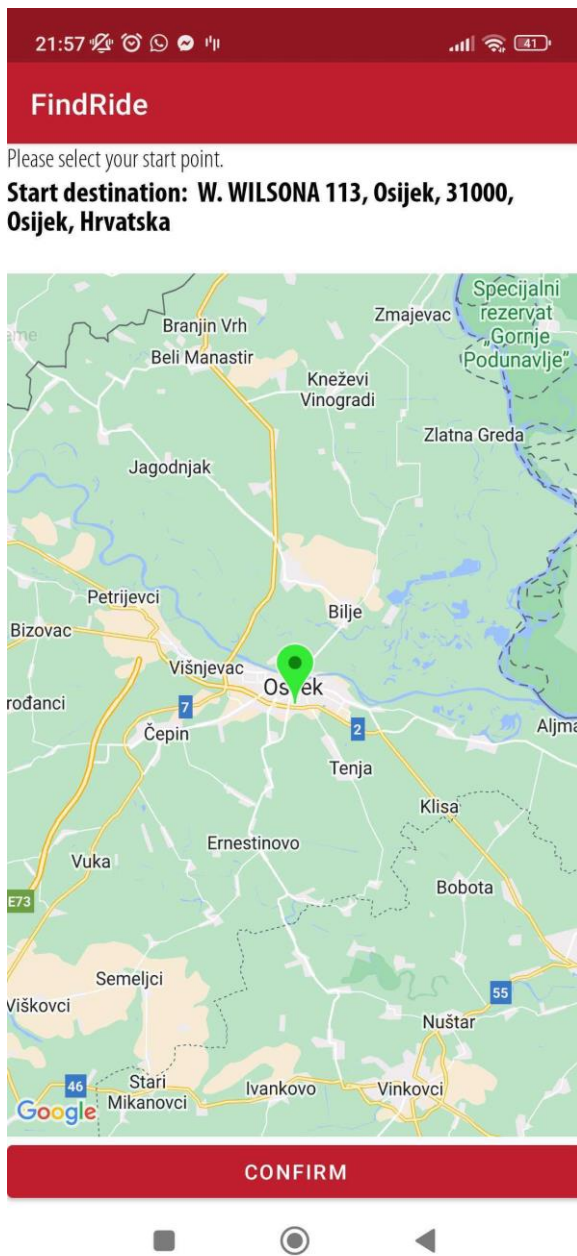 21:57
41
FindRide
Please select your start point.
Start destination: W. WILSONA 113, Osijek, 31000,
Osijek, Hrvatska
Specijalni
rezervat
„Gornje
Podunavlje”
Zmajevac
Branjin Vrh
Beli Manastir
Kneževi
Vinogradi
Zlatna Greda
Jagodnjak
Petrijevci
Bilje
Bizovac
Višnjevac
Osijek
rođanci
7
2
Aljma
Čepin
Tenja
Klisa
Ernestinovo
Vuka
Bobota
E73
Semeljci
55
Viškovci
Nuštar
46
Stari
Mikanovci
Ivankovo
Vinkovci
Google
CONFIRM